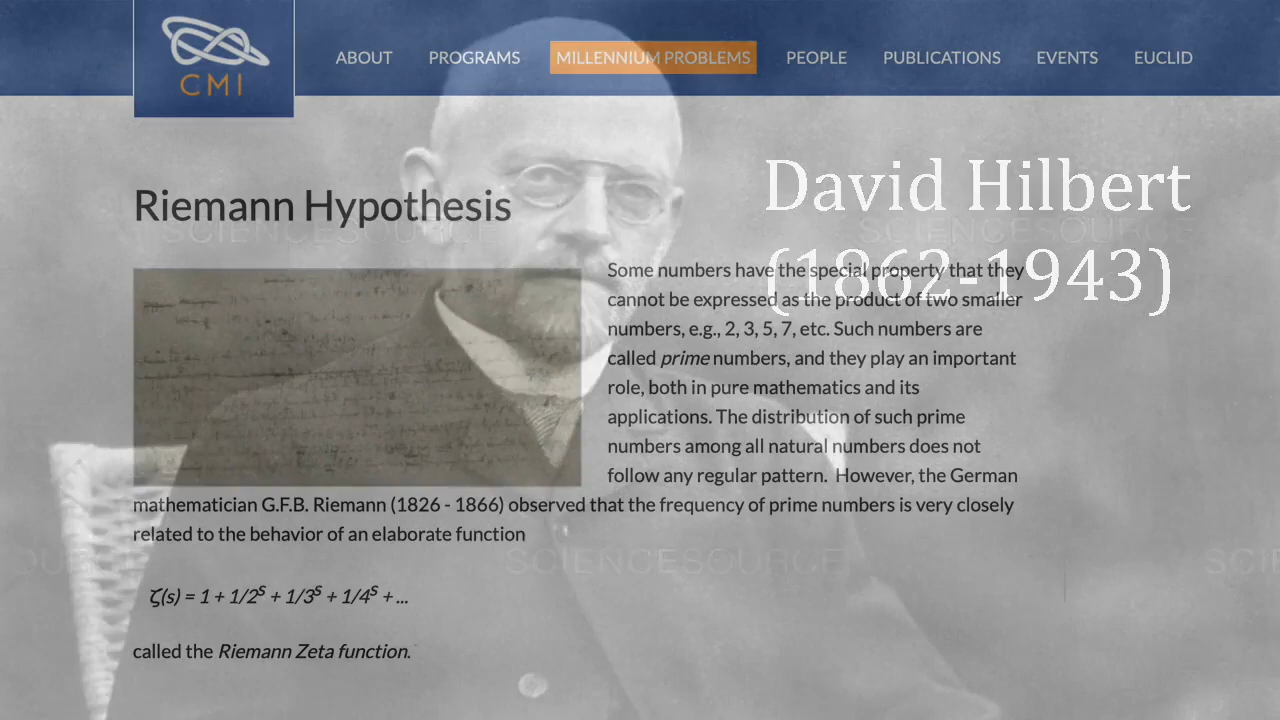 CMI
ABOUT PROGRAMS MILLENNIUM PROBLEMS PEOPLE PUBLICATIONS EVENTS EUCLID
David Hilbert
(1862-1943)
Riemann Hypothesis
SCIENCESOURCE
SCIENCESOURCE
Some numbers have the special property that they
cannot be expressed as the product of two smaller
numbers, e.g., 2, 3, 5, 7, etc. Such numbers are
called prime numbers, and they play an important
role, both in pure mathematics and its
applications. The distribution of such prime
numbers among all natural numbers does not
follow any regular pattern.  However, the German
mathematician G.F.B. Riemann (1826 - 1866) observed that the frequency of prime numbers is very closely
related to the behavior of an elaborate function
SCIENCESOURCE
ζ(s) = 1 + 1/2ˢ + 1/3ˢ + 1/4ˢ + ...
called the Riemann Zeta function.